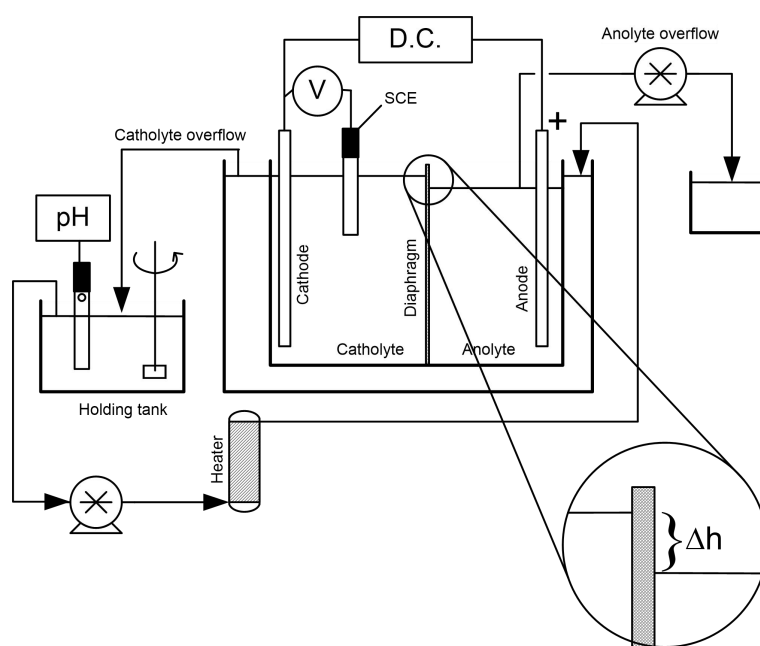 D.C.
Anolyte overflow
V
SCE
+
Catholyte overflow
pH
Cathode
Diaphragm
Anode
Catholyte
Anolyte
Holding tank
Heater
}Δh